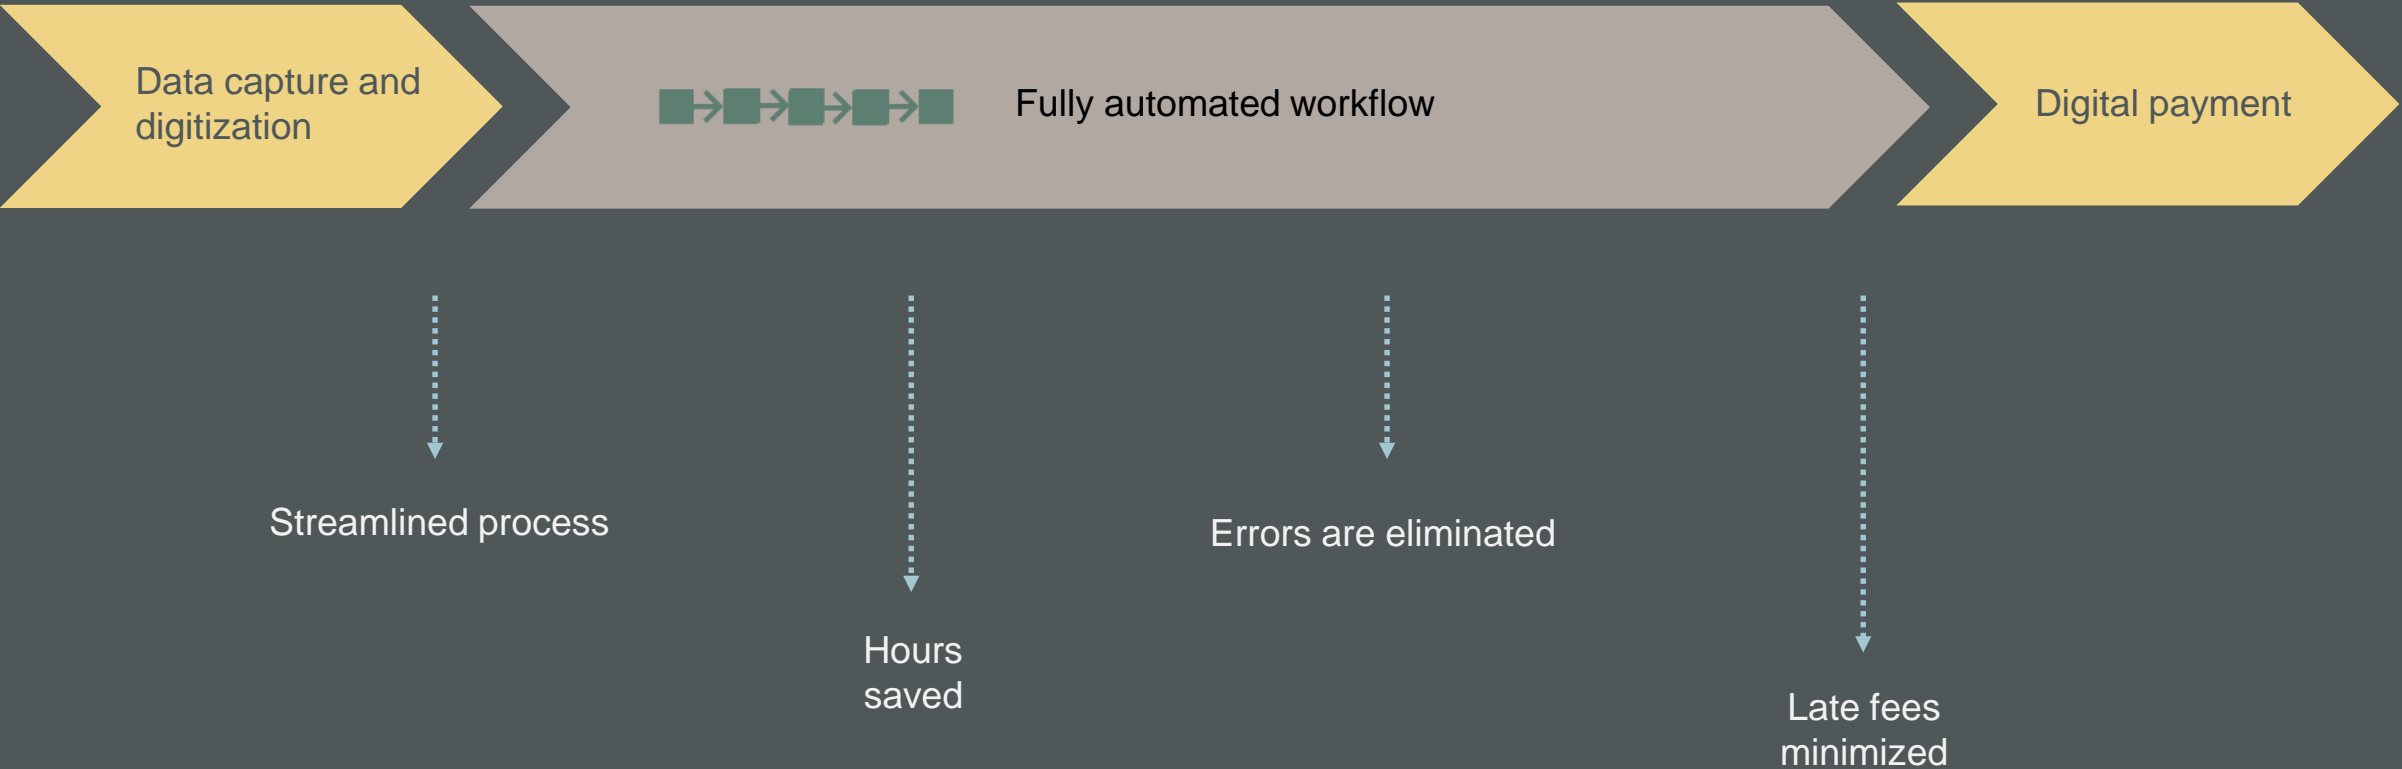 Data capture and
digitization
Fully automated workflow
Digital payment
Streamlined process
Errors are eliminated
Hours
saved
Late fees
minimized